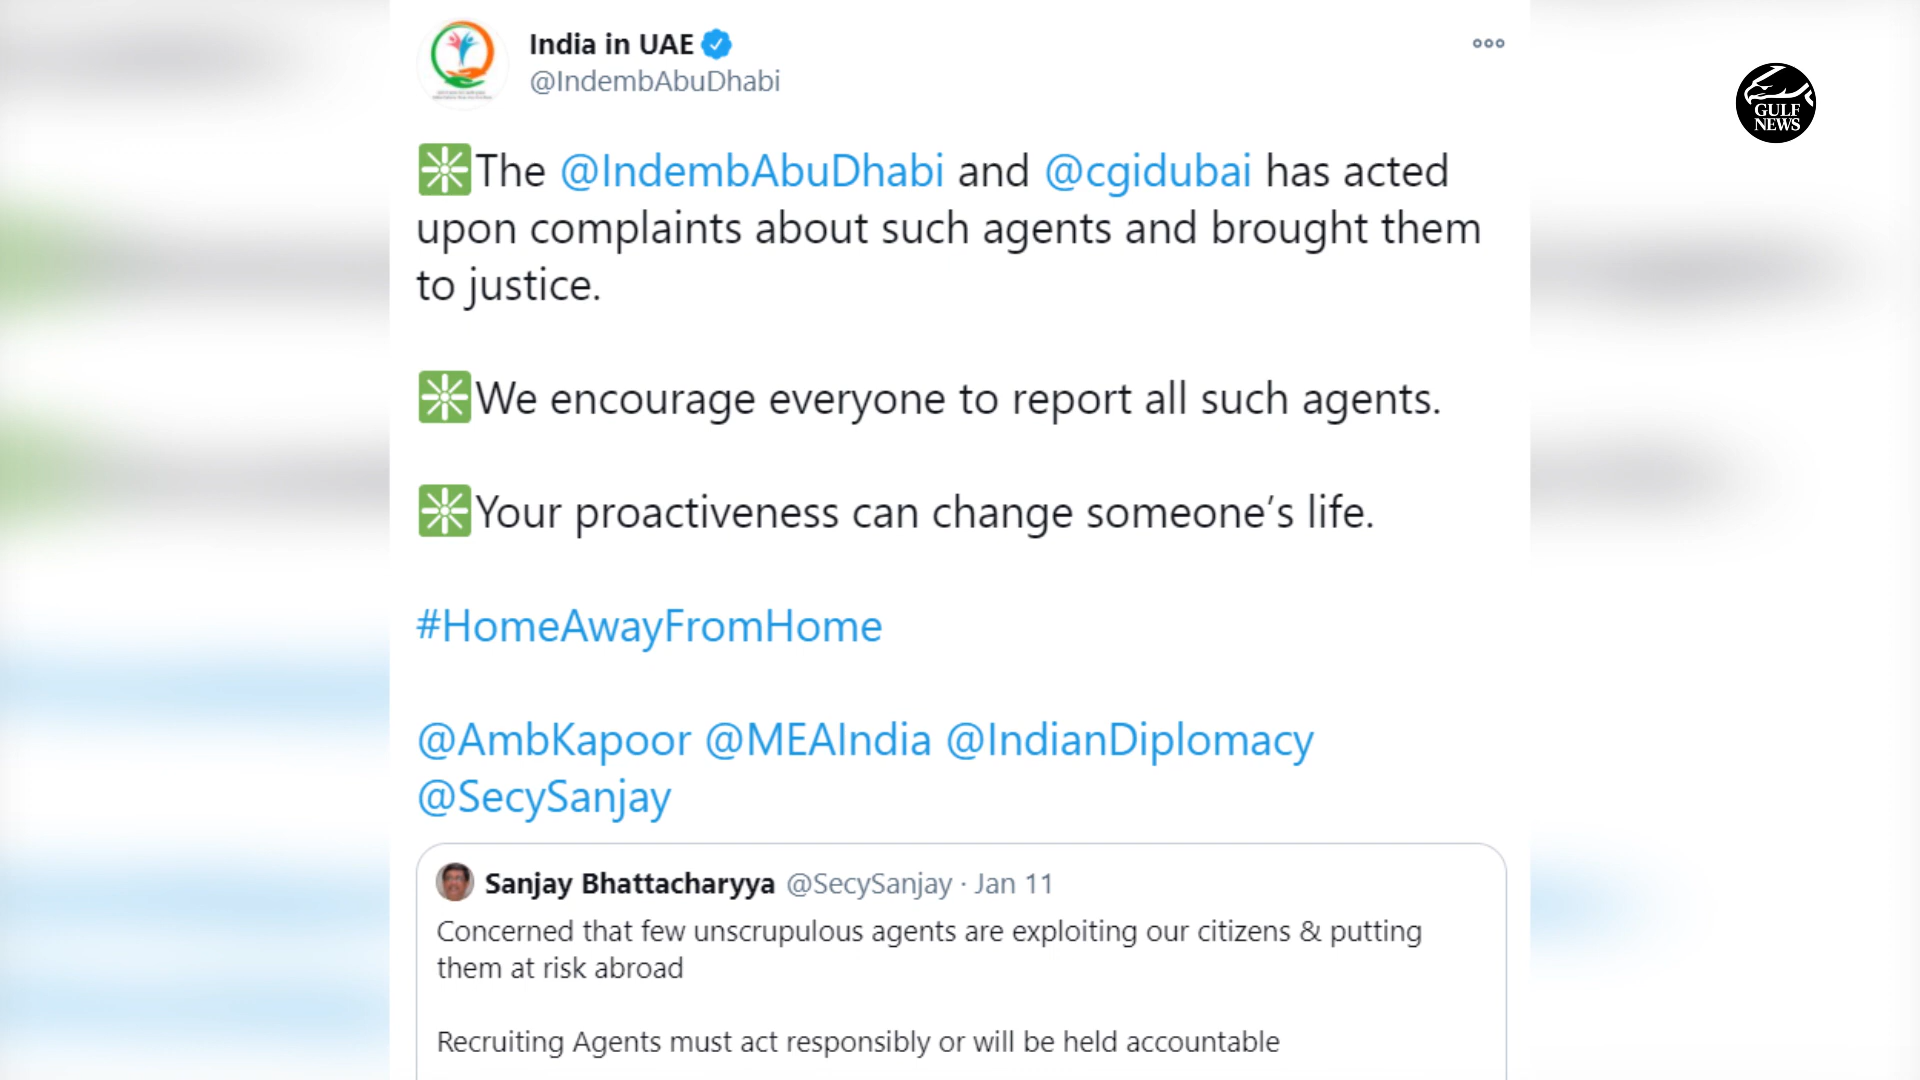 India in UAE
@IndembAbuDhabi
GULF
NEWS
The @IndembAbuDhabi and @cgidubai has acted
upon complaints about such agents and brought them
to justice.
We encourage everyone to report all such agents.
Your proactiveness can change someone’s life.
#HomeAwayFromHome
@AmbKapoor @MEAIndia @IndianDiplomacy
@SecySanjay
Sanjay Bhattacharyya @SecySanjay · Jan 11
Concerned that few unscrupulous agents are exploiting our citizens & putting
them at risk abroad
Recruiting Agents must act responsibly or will be held accountable